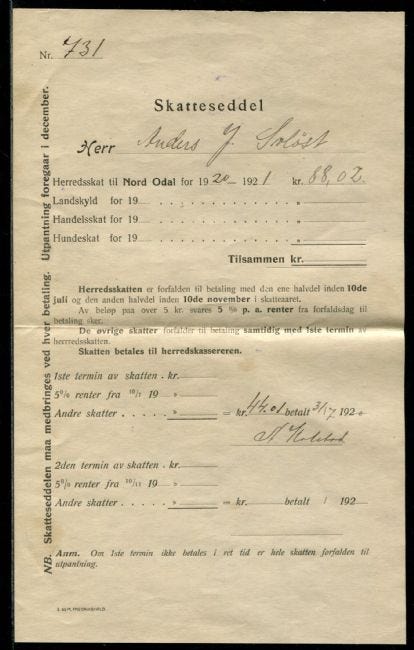 Nr. 731
Skatteseddel
Herr Anders J.
Herredsskat til Nord Odal for 1920 — 1921 kr. 88,02.
Landskyld for 19 . . . . . . . . . . . "
Handelsskat for 19 . . . . . . . . . . . "
Hundeskat for 19 . . . . . . . . . . . "
Tilsammen kr.
Herredsskatten er forfalden til betaling med den ene halvdel inden 10de
juli og den anden halvdel inden 10de november i skatteaaret.
Av beløp paa over 5 kr. svares 5 % p. a. renter fra forfaldsdag til
betaling sker.
De øvrige skatter forfalder til betaling samtidig med 1ste termin av
herredsskatten.
Skatten betales til herredskassereren.
1ste termin av skatten . kr.
5% renter fra 10/7 19 "
Andre skatter . . . . " = kr. 44.01 betalt 31/7 1920
A Kolstad
2den termin av skatten . kr.
5% renter fra 10/11 19 "
Andre skatter . . . . " = kr. betalt / 192
Anm. Om 1ste termin ikke betales i ret tid er hele skatten forfalden til
utpantning.
NB. Skatteseddelen maa medbringes ved hver betaling. Utpantning foregaar i december.